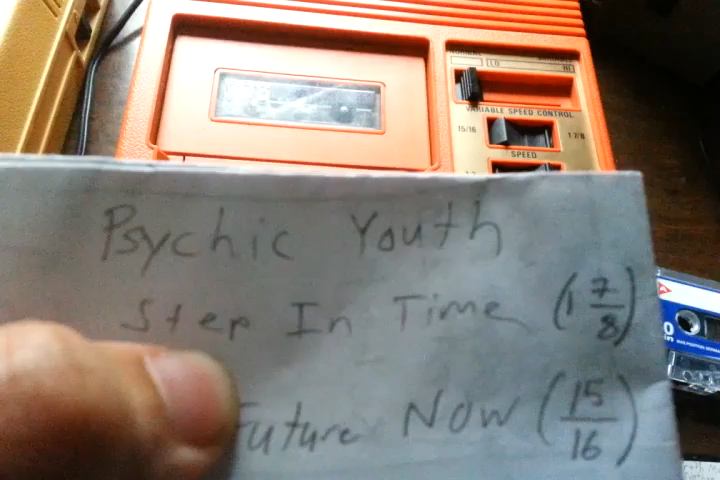 LO
HI
VARIABLE SPEED CONTROL
15/16
1 7/8
SPEED
Psychic Youth
Step In Time (1 7/8)
Future Now (15/16)